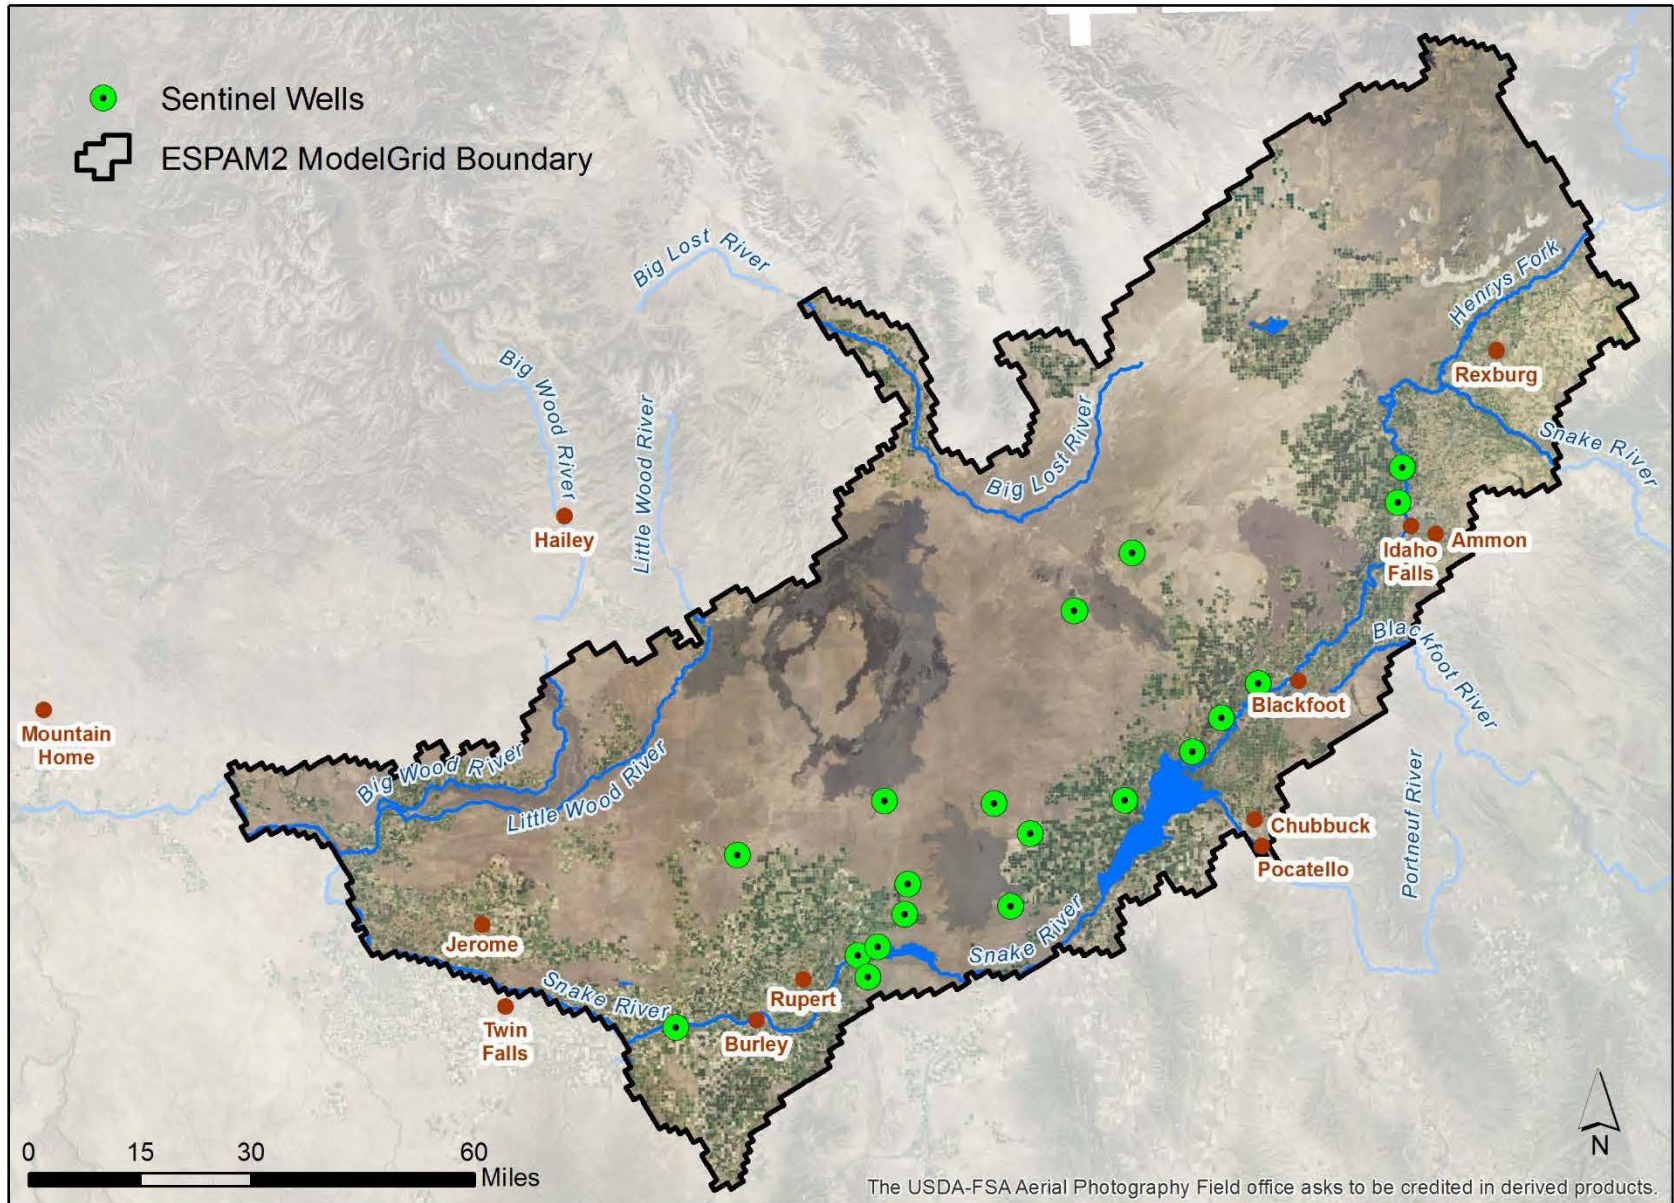 Sentinel Wells
ESPAM2 ModelGrid Boundary
Big Lost River
Henrys Fork
Big Wood River
Rexburg
Little Wood River
Big Lost River
Snake River
Hailey
Idaho
Falls
Ammon
Blackfoot River
Blackfoot
Mountain
Home
Big Wood River
Little Wood River
Portneuf River
Chubbuck
Pocatello
Jerome
Snake River
Snake River
Rupert
Twin
Falls
Burley
0 15 30 60
Miles
N
The USDA-FSA Aerial Photography Field office asks to be credited in derived products.